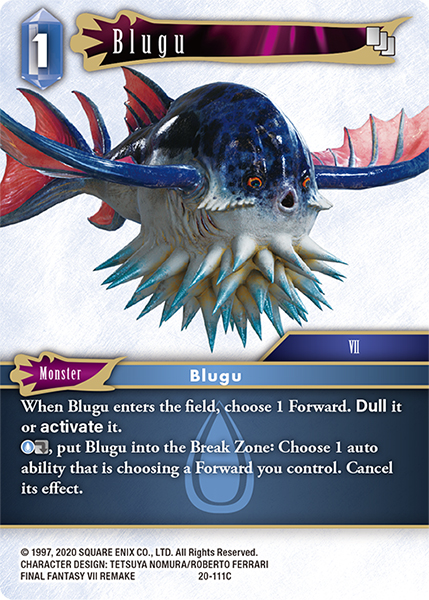 1
Blugu
VII
Monster
Blugu
When Blugu enters the field, choose 1 Forward. Dull it
or activate it.
, put Blugu into the Break Zone: Choose 1 auto
ability that is choosing a Forward you control. Cancel
its effect.
© 1997, 2020 SQUARE ENIX CO., LTD. All Rights Reserved.
CHARACTER DESIGN: TETSUYA NOMURA/ROBERTO FERRARI
FINAL FANTASY VII REMAKE 20-111C